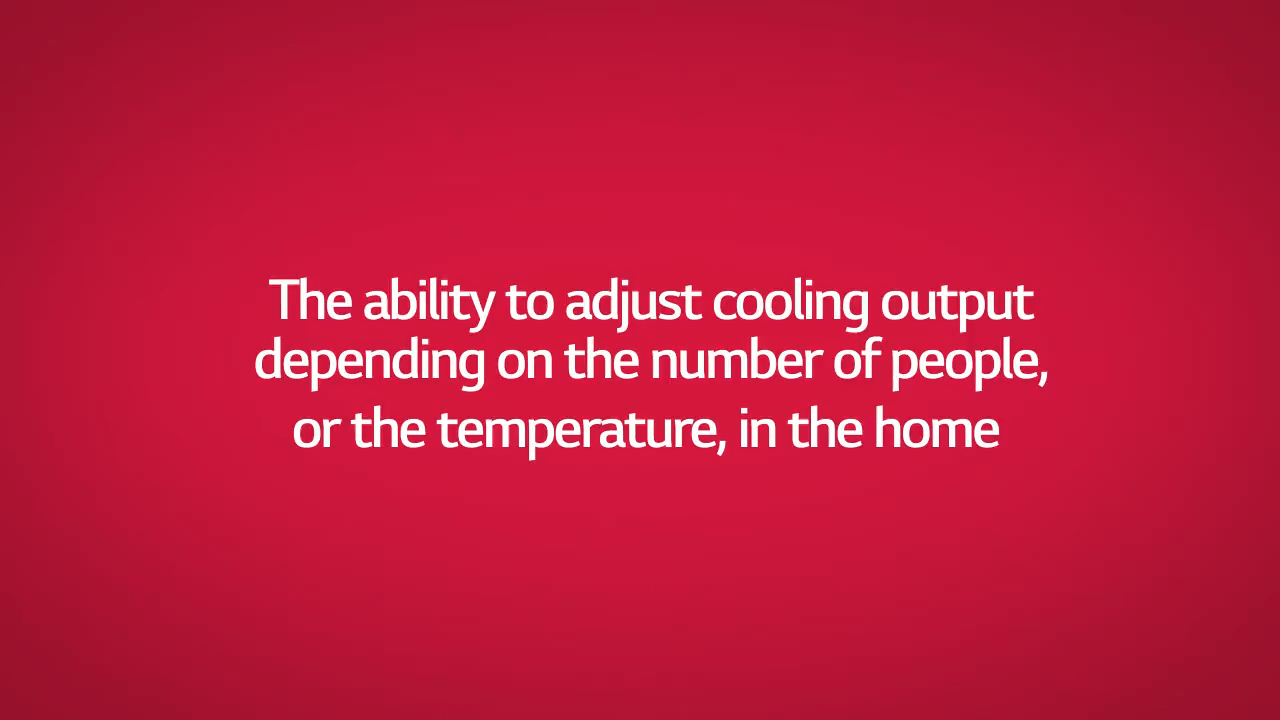 The ability to adjust cooling output
depending on the number of people,
or the temperature, in the home